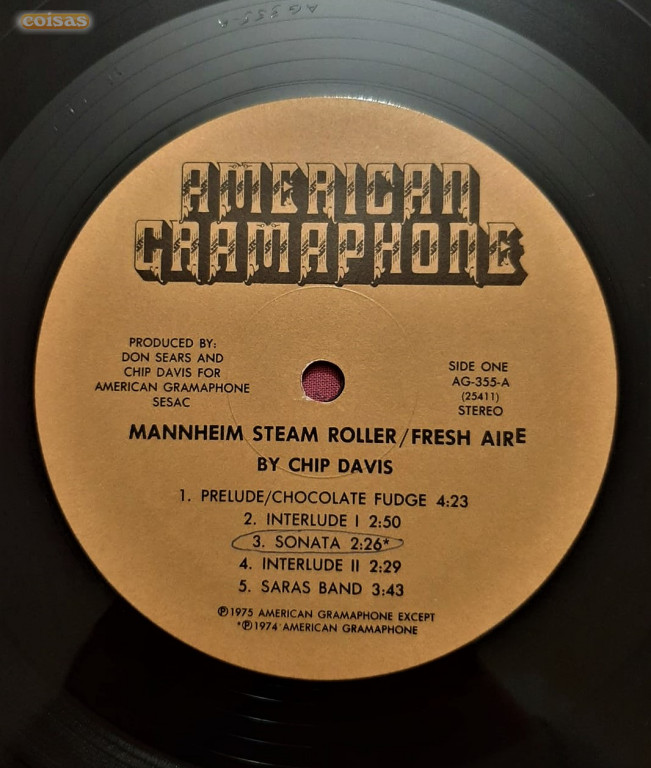 coisas
AG 355-A
AMERICAN
GRAMAPHONE
PRODUCED BY:
DON SEARS AND
CHIP DAVIS FOR
AMERICAN GRAMAPHONE
SESAC
SIDE ONE
AG-355-A
(25411)
STEREO
MANNHEIM STEAM ROLLER/FRESH AIRE
BY CHIP DAVIS
1. PRELUDE/CHOCOLATE FUDGE 4:23
2. INTERLUDE I 2:50
3. SONATA 2:26*
4. INTERLUDE II 2:29
5. SARAS BAND 3:43
℗1975 AMERICAN GRAMAPHONE EXCEPT
*℗1974 AMERICAN GRAMAPHONE